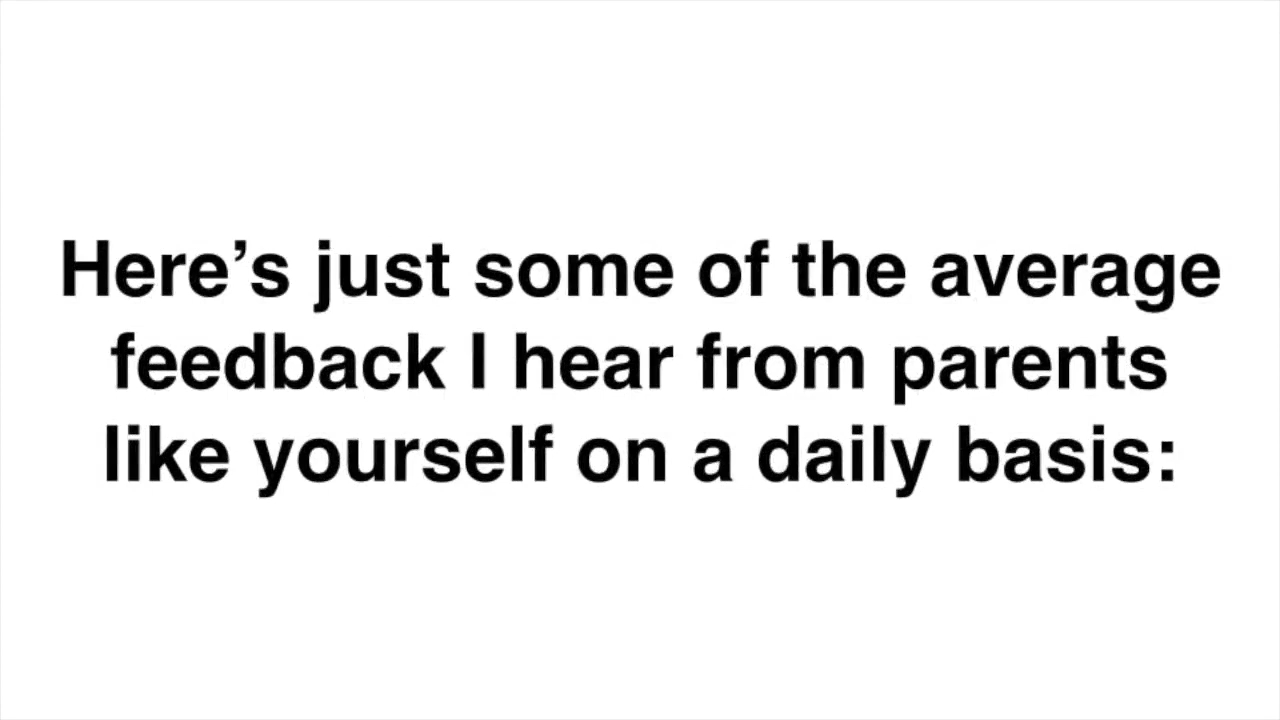 Here’s just some of the average
feedback I hear from parents
like yourself on a daily basis: